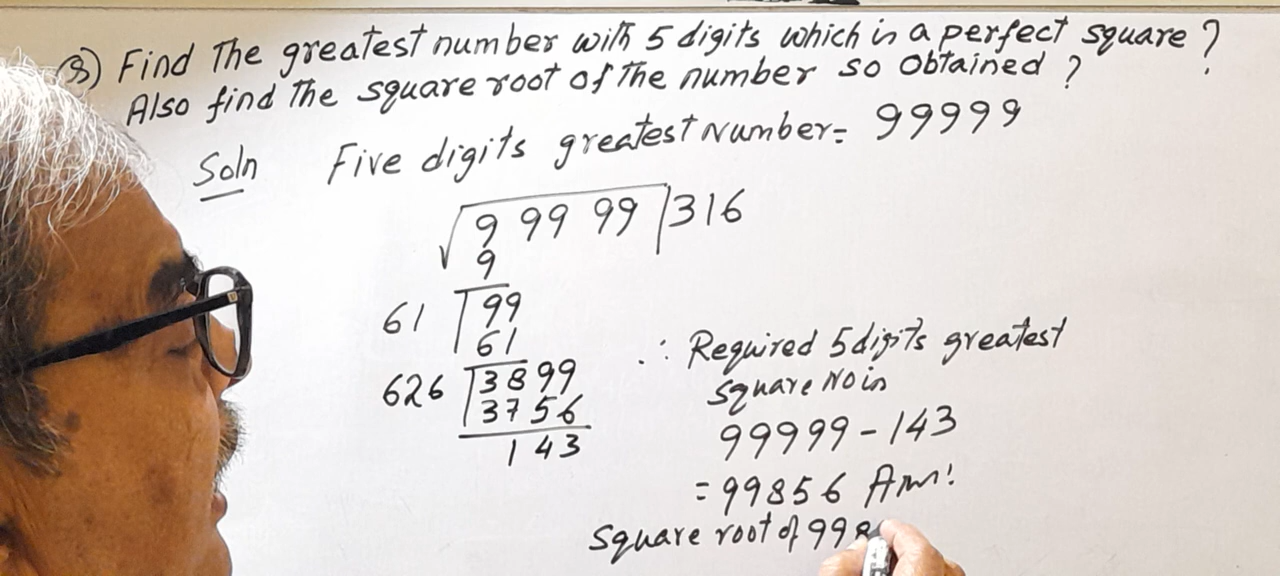 (3) Find The greatest number with 5 digits which is a perfect square?
Also find The square root of The number so obtained?
Soln Five digits greatest Number= 99999
√9 99 99 316
9
61 99
61
626 3899
3756
143
∴ Required 5 digits greatest
square No is
99999-143
=99856 Ans!
Square root of 998